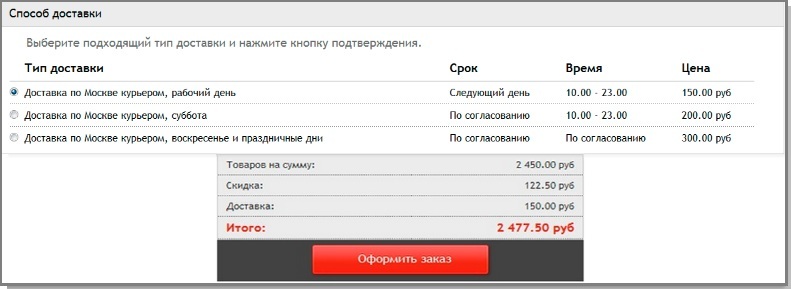 Способ доставки
Выберите подходящий тип доставки и нажмите кнопку подтверждения.
Тип доставки Срок Время Цена
Доставка по Москве курьером, рабочий день Следующий день 10.00 - 23.00 150.00 руб
Доставка по Москве курьером, суббота По согласованию 10.00 - 23.00 200.00 руб
Доставка по Москве курьером, воскресенье и праздничные дни По согласованию По согласованию 300.00 руб
Товаров на сумму: 2 450.00 руб
Скидка: 122.50 руб
Доставка: 150.00 руб
Итого: 2 477.50 руб
Оформить заказ